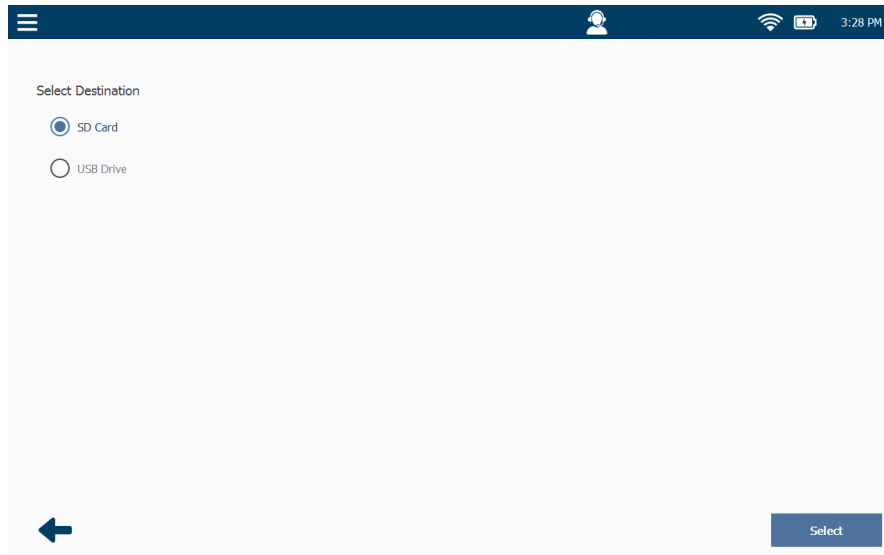 3:28 PM
Select Destination
SD Card
USB Drive
Select